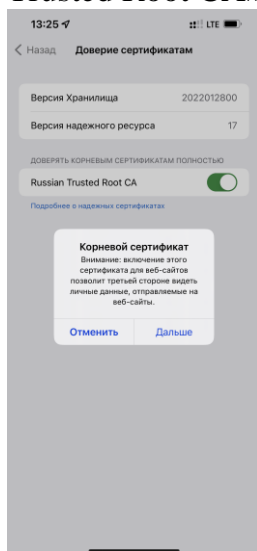 13:25
LTE
Назад Доверие сертификатам
Версия Хранилища 2022012800
Версия надежного ресурса 17
ДОВЕРЯТЬ КОРНЕВЫМ СЕРТИФИКАТАМ ПОЛНОСТЬЮ
Russian Trusted Root CA
Подробнее о надежных сертификатах
Корневой сертификат
Внимание: включение этого
сертификата для веб-сайтов
позволит третьей стороне видеть
личные данные, отправляемые на
веб-сайты.
Отменить Дальше